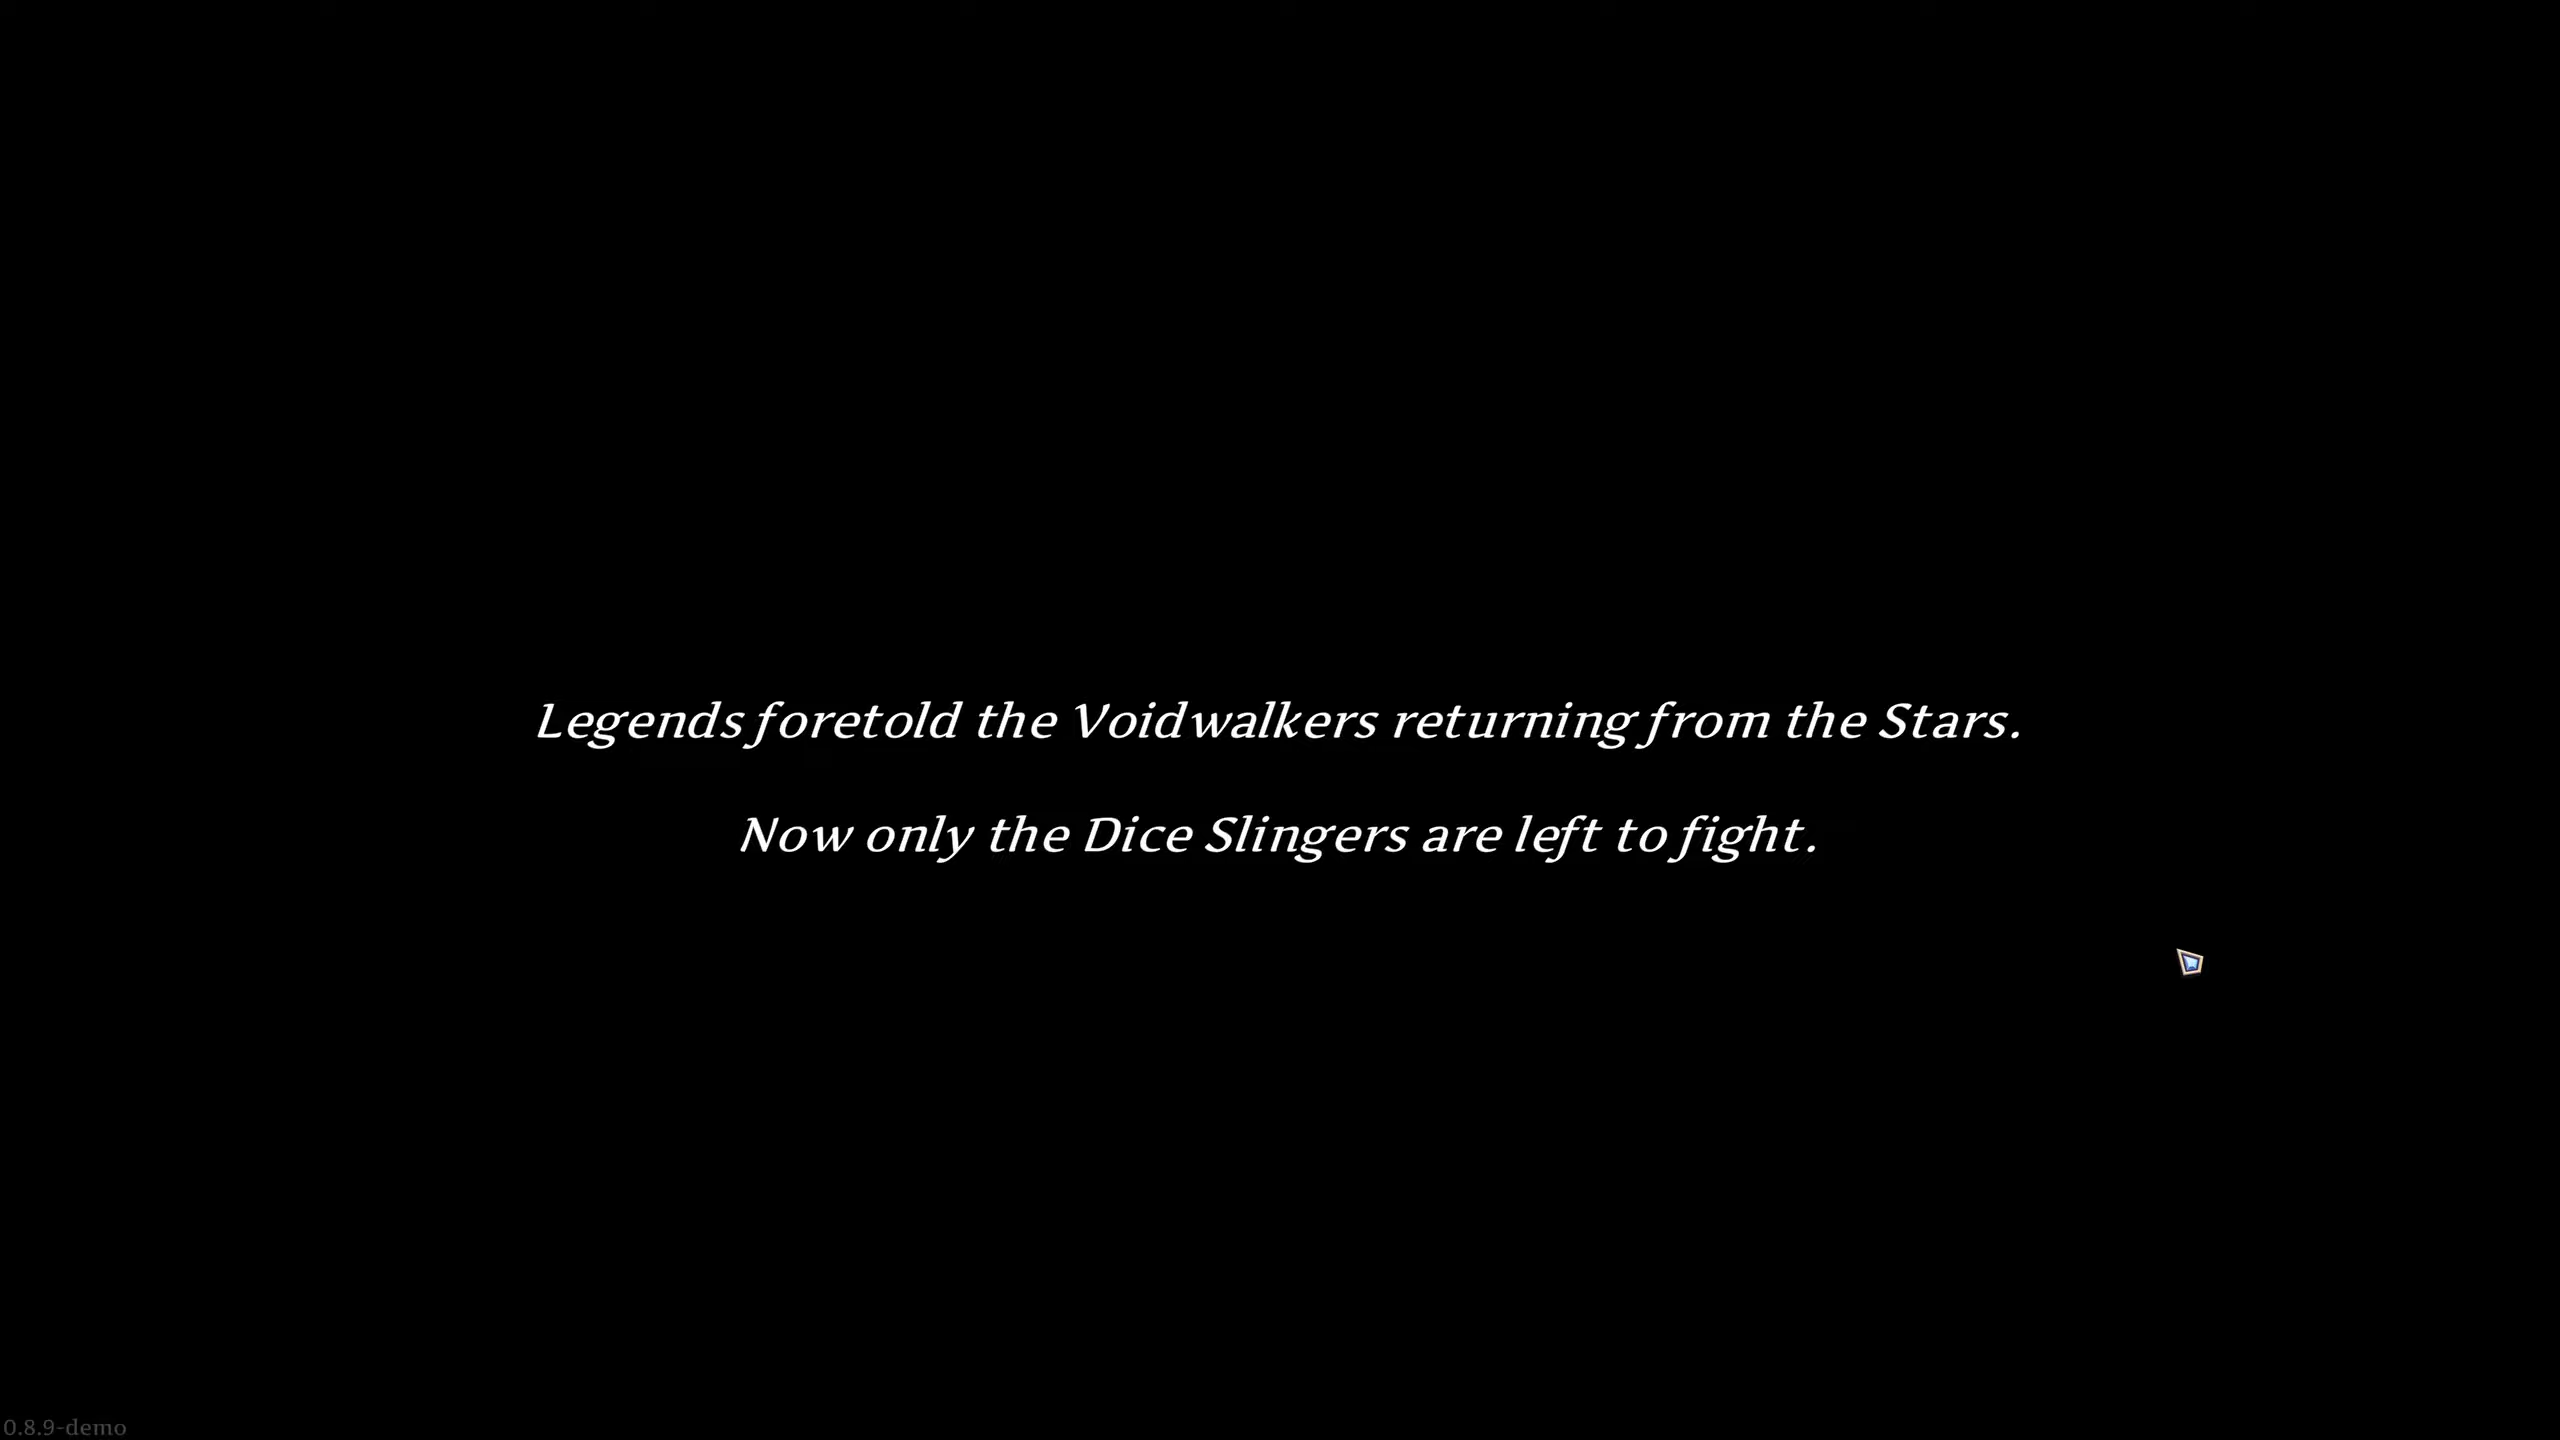 Legends foretold the Voidwalkers returning from the Stars.
Now only the Dice Slingers are left to fight.
0.8.9-demo